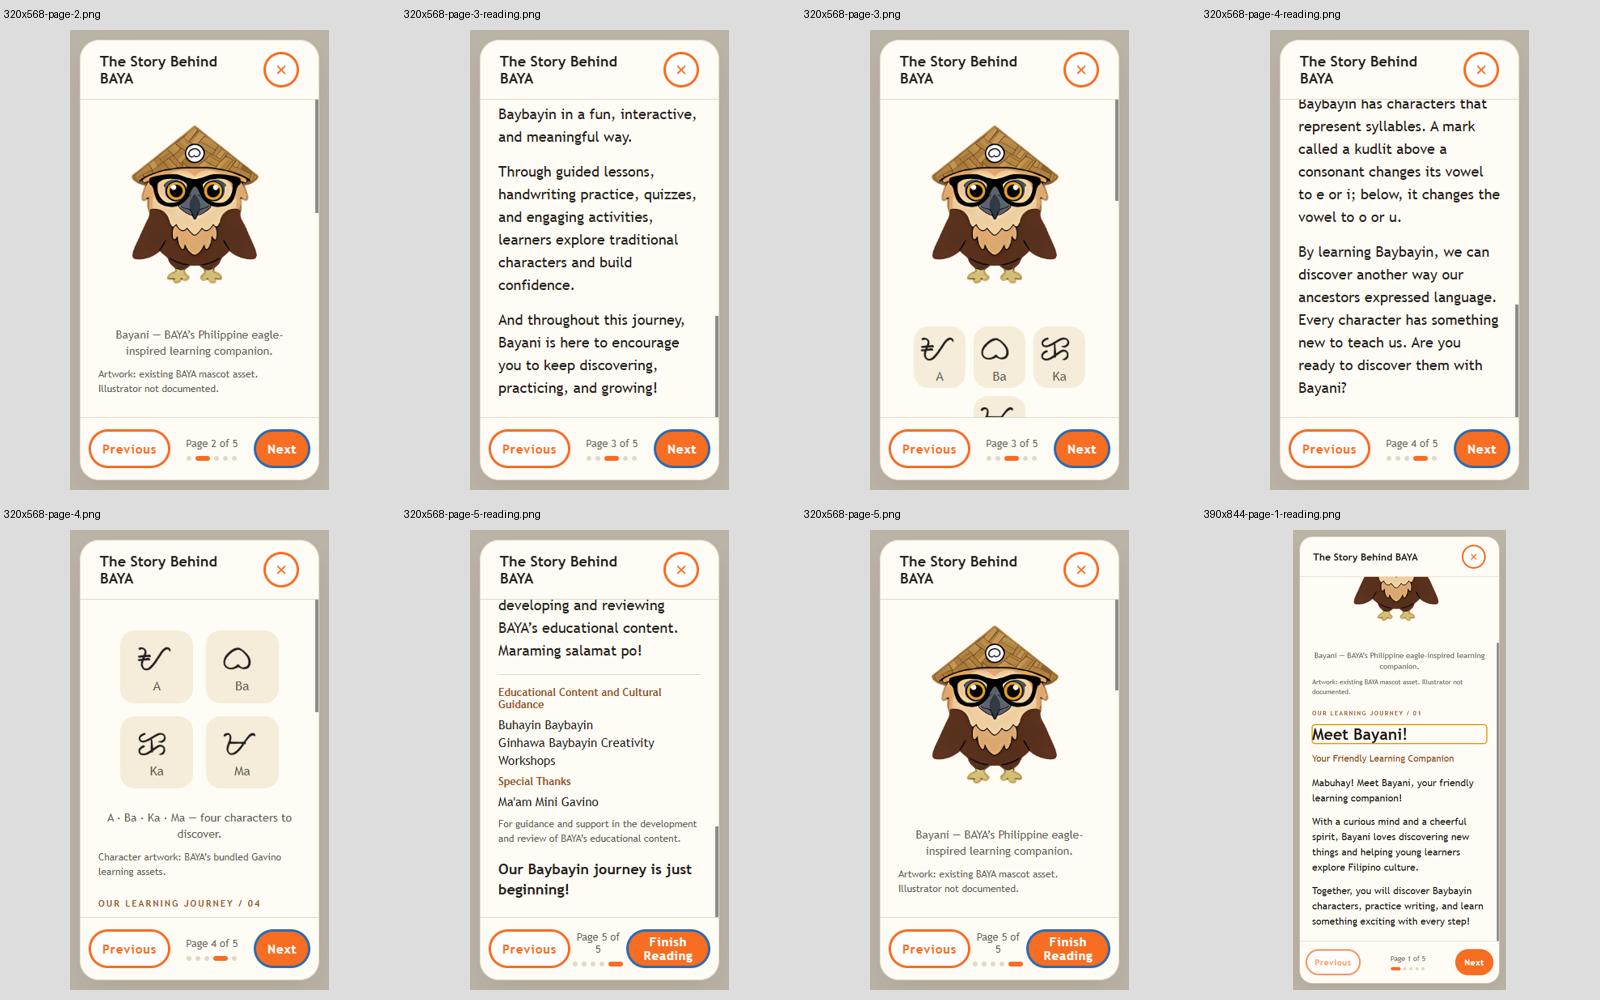 320x568-page-2.png
The Story Behind
BAYA
Bayani — BAYA's Philippine eagle-
inspired learning companion.
Artwork: existing BAYA mascot asset.
Illustrator not documented.
Previous
Page 2 of 5
Next
320x568-page-3-reading.png
The Story Behind
BAYA
Baybayin in a fun, interactive,
and meaningful way.
Through guided lessons,
handwriting practice, quizzes,
and engaging activities,
learners explore traditional
characters and build
confidence.
And throughout this journey,
Bayani is here to encourage
you to keep discovering,
practicing, and growing!
Previous
Page 3 of 5
Next
320x568-page-3.png
The Story Behind
BAYA
A
Ba
Ka
Previous
Page 3 of 5
Next
320x568-page-4-reading.png
The Story Behind
BAYA
Baybayin has characters that
represent syllables. A mark
called a kudlit above a
consonant changes its vowel
to e or i; below, it changes the
vowel to o or u.
By learning Baybayin, we can
discover another way our
ancestors expressed language.
Every character has something
new to teach us. Are you
ready to discover them with
Bayani?
Previous
Page 4 of 5
Next
320x568-page-4.png
The Story Behind
BAYA
ᜀ ᜊ
A Ba
ᜃ ᜋ
Ka Ma
A · Ba · Ka · Ma — four characters to
discover.
Character artwork: BAYA's bundled Gavino
learning assets.
OUR LEARNING JOURNEY / 04
Previous
Page 4 of 5
Next
320x568-page-5-reading.png
The Story Behind
BAYA
developing and reviewing
BAYA's educational content.
Maraming salamat po!
Educational Content and Cultural
Guidance
Buhayin Baybayin
Ginhawa Baybayin Creativity
Workshops
Special Thanks
Ma'am Mini Gavino
For guidance and support in the development
and review of BAYA's educational content.
Our Baybayin journey is just
beginning!
Previous
Page 5 of
5
Finish
Reading
320x568-page-5.png
The Story Behind
BAYA
Bayani — BAYA's Philippine eagle-
inspired learning companion.
Artwork: existing BAYA mascot asset.
Illustrator not documented.
Previous
Page 5 of
5
Finish
Reading
390x844-page-1-reading.png
The Story Behind BAYA
Bayani — BAYA's Philippine eagle-inspired learning
companion.
Artwork: existing BAYA mascot asset. Illustrator not
documented.
OUR LEARNING JOURNEY / 01
Meet Bayani!
Your Friendly Learning Companion
Mabuhay! Meet Bayani, your friendly
learning companion!
With a curious mind and a cheerful
spirit, Bayani loves discovering new
things and helping young learners
explore Filipino culture.
Together, you will discover Baybayin
characters, practice writing, and learn
something exciting with every step!
Previous
Page 1 of 5
Next